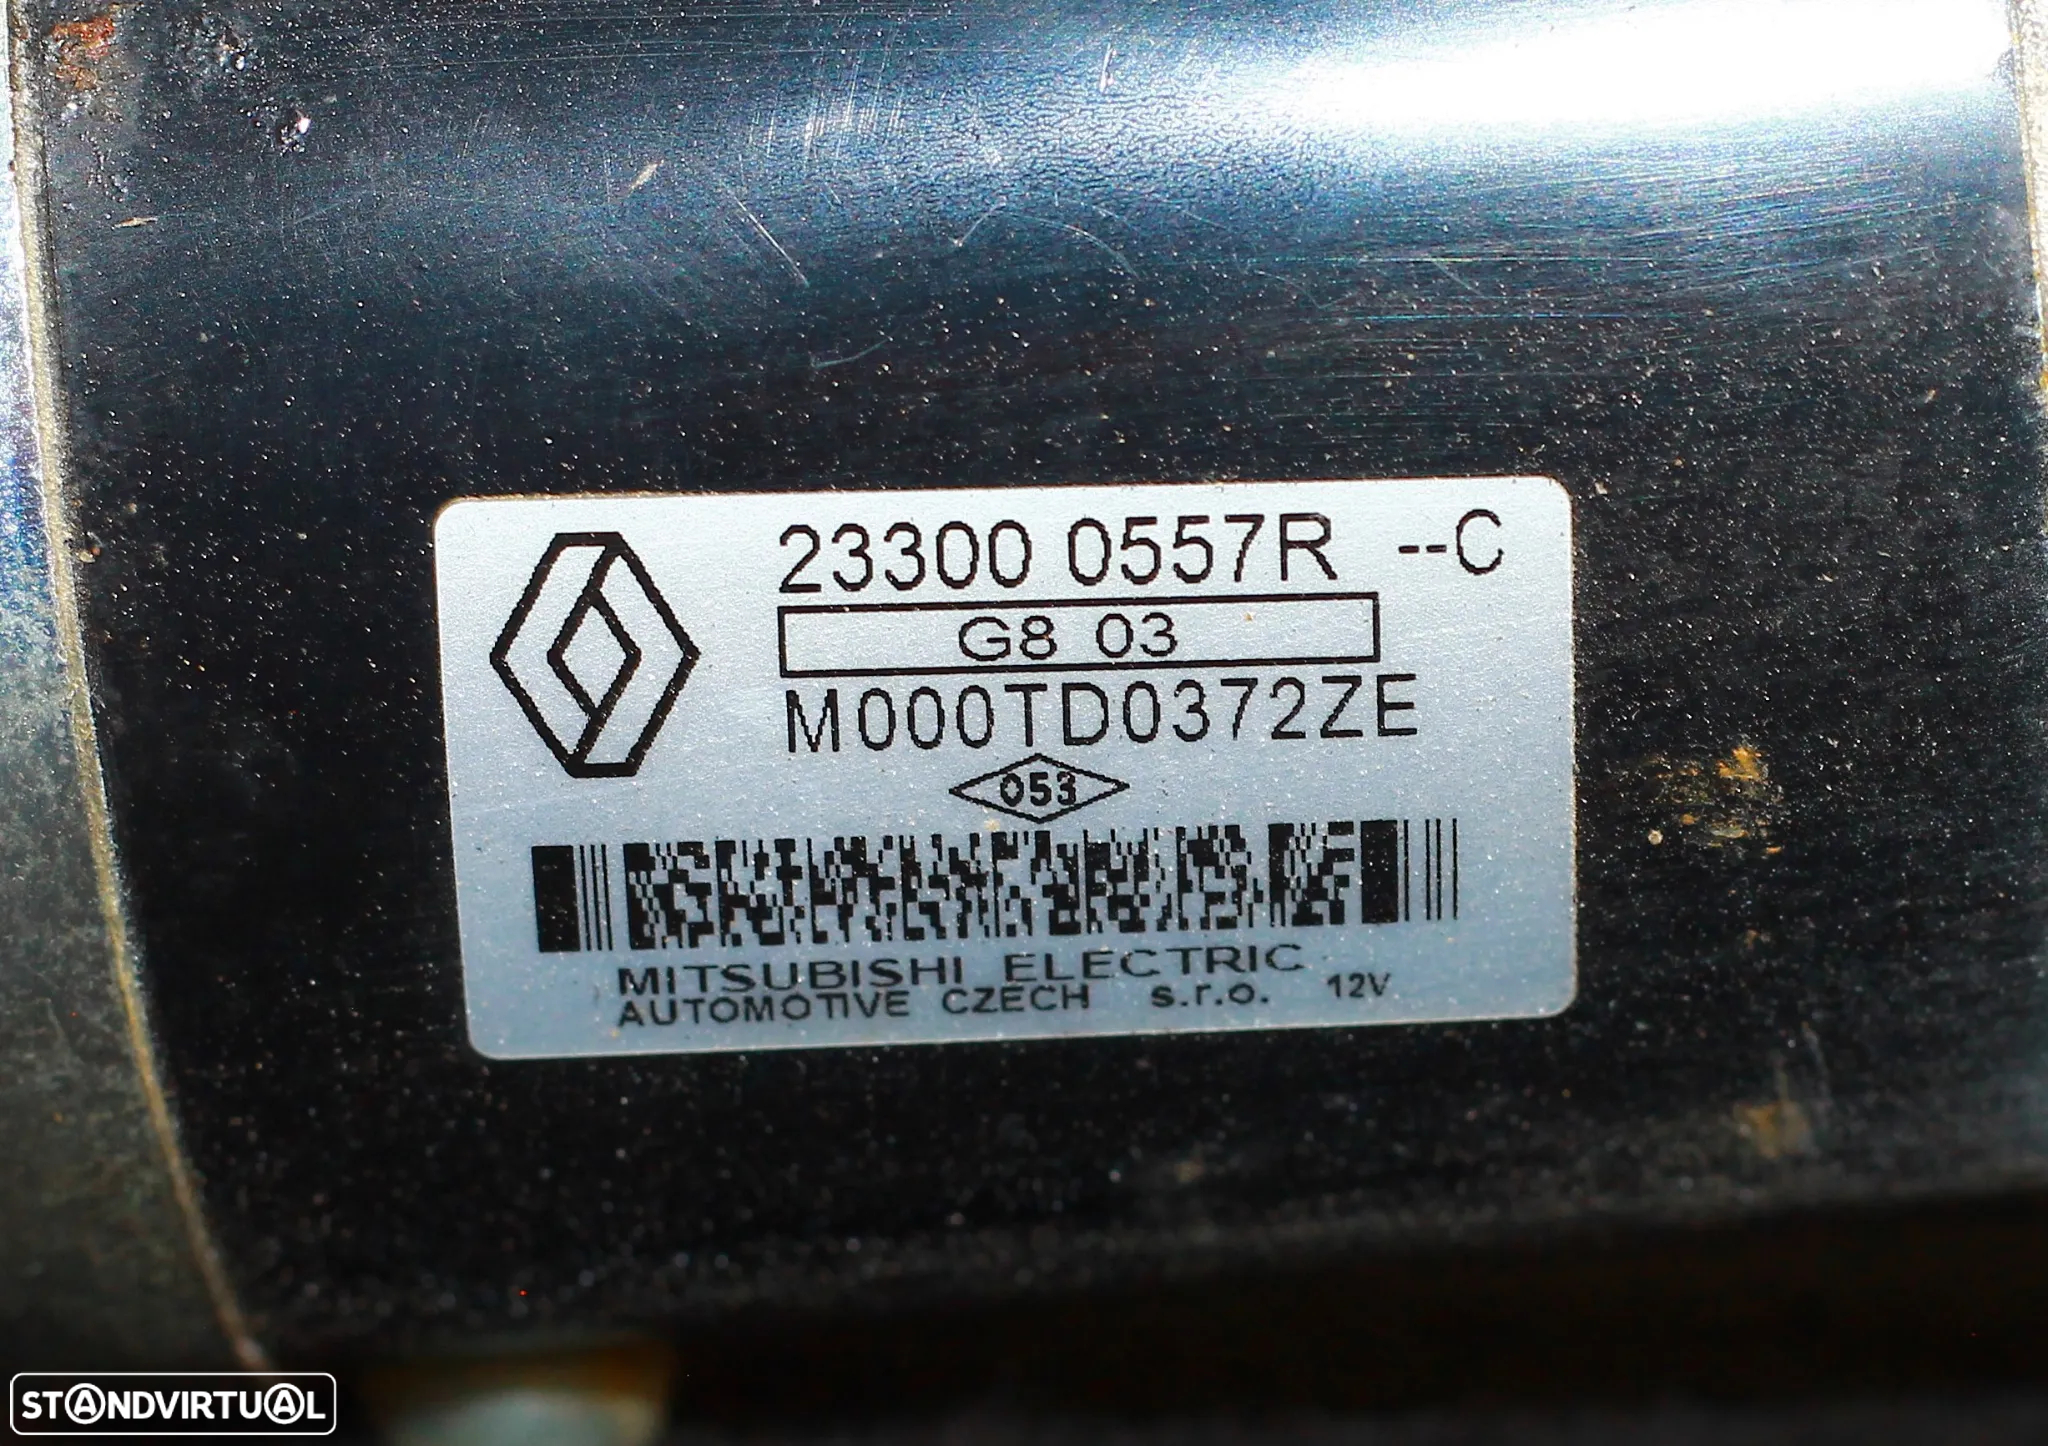 23300 0557R --C
G8 03
M000TD0372ZE
053
MITSUBISHI ELECTRIC
AUTOMOTIVE CZECH s.r.o. 12V
STANDVIRTUAL